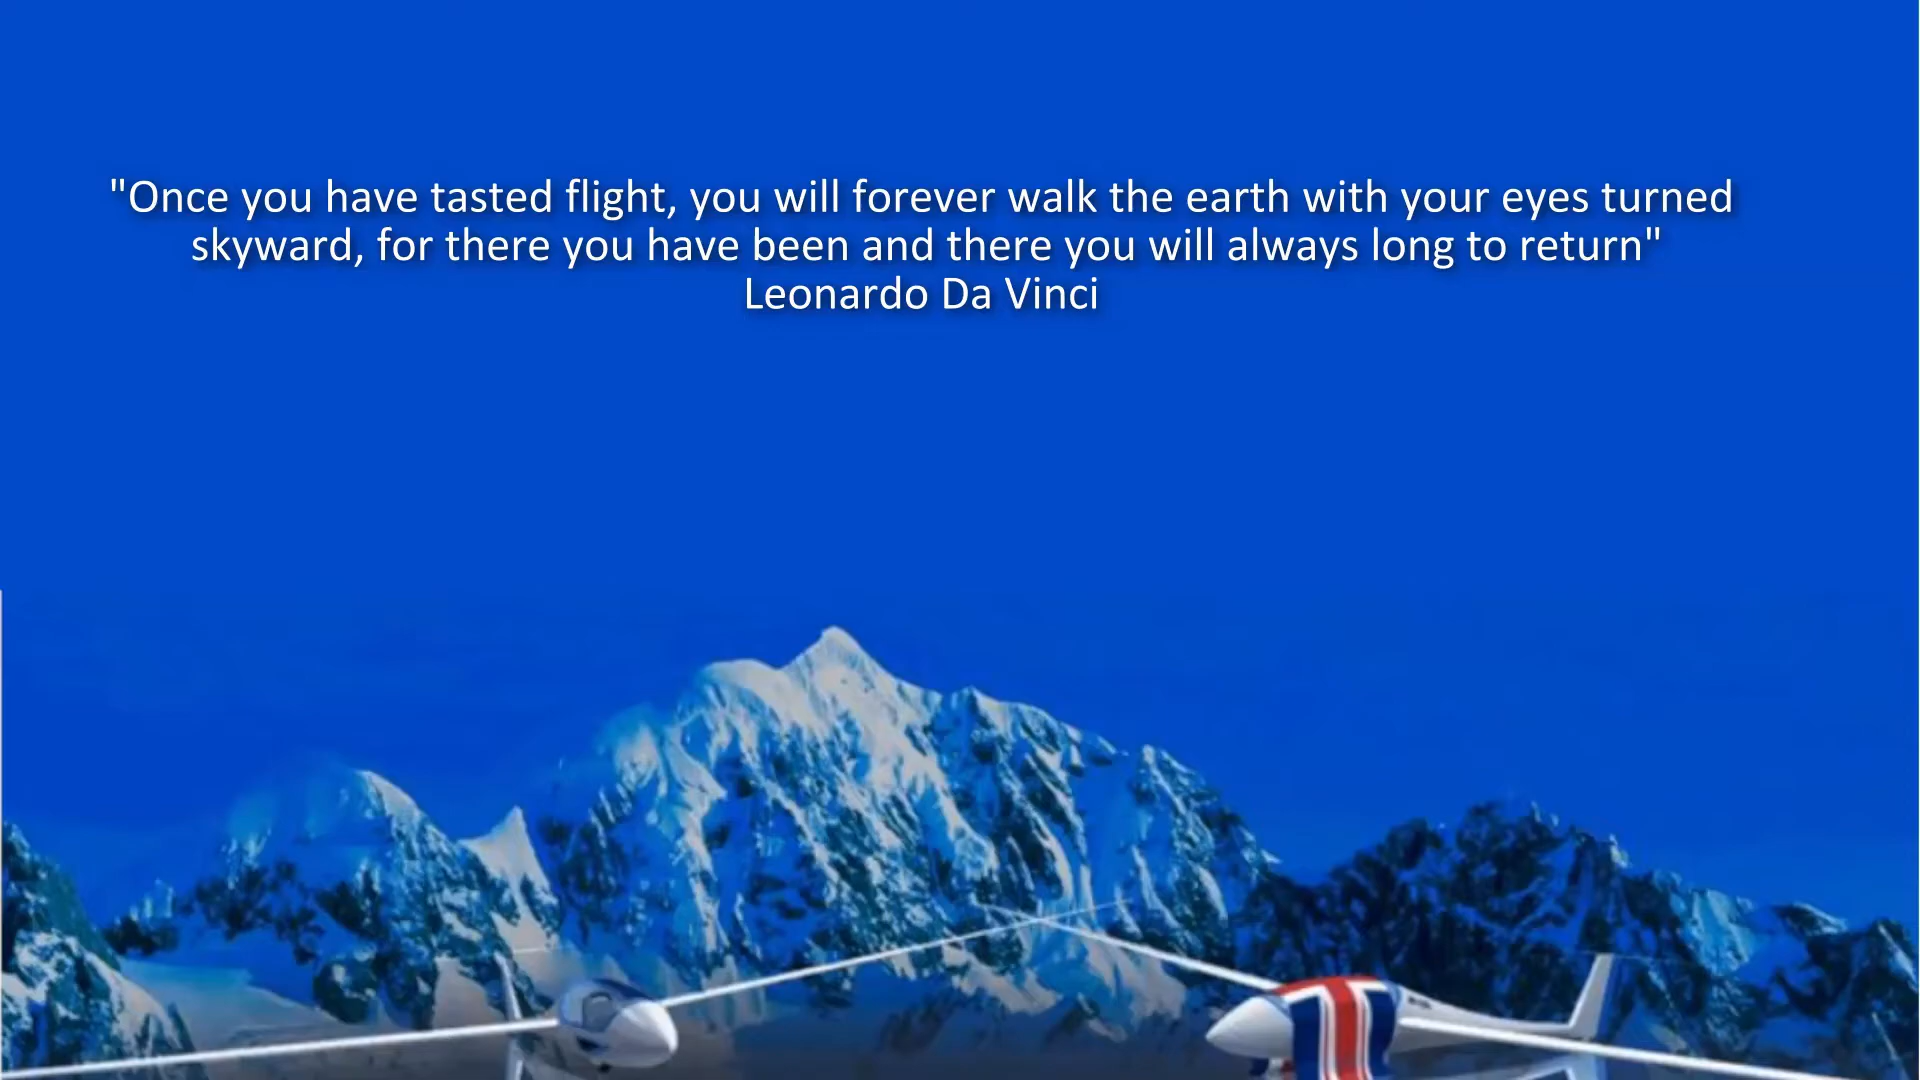 "Once you have tasted flight, you will forever walk the earth with your eyes turned
skyward, for there you have been and there you will always long to return"
Leonardo Da Vinci